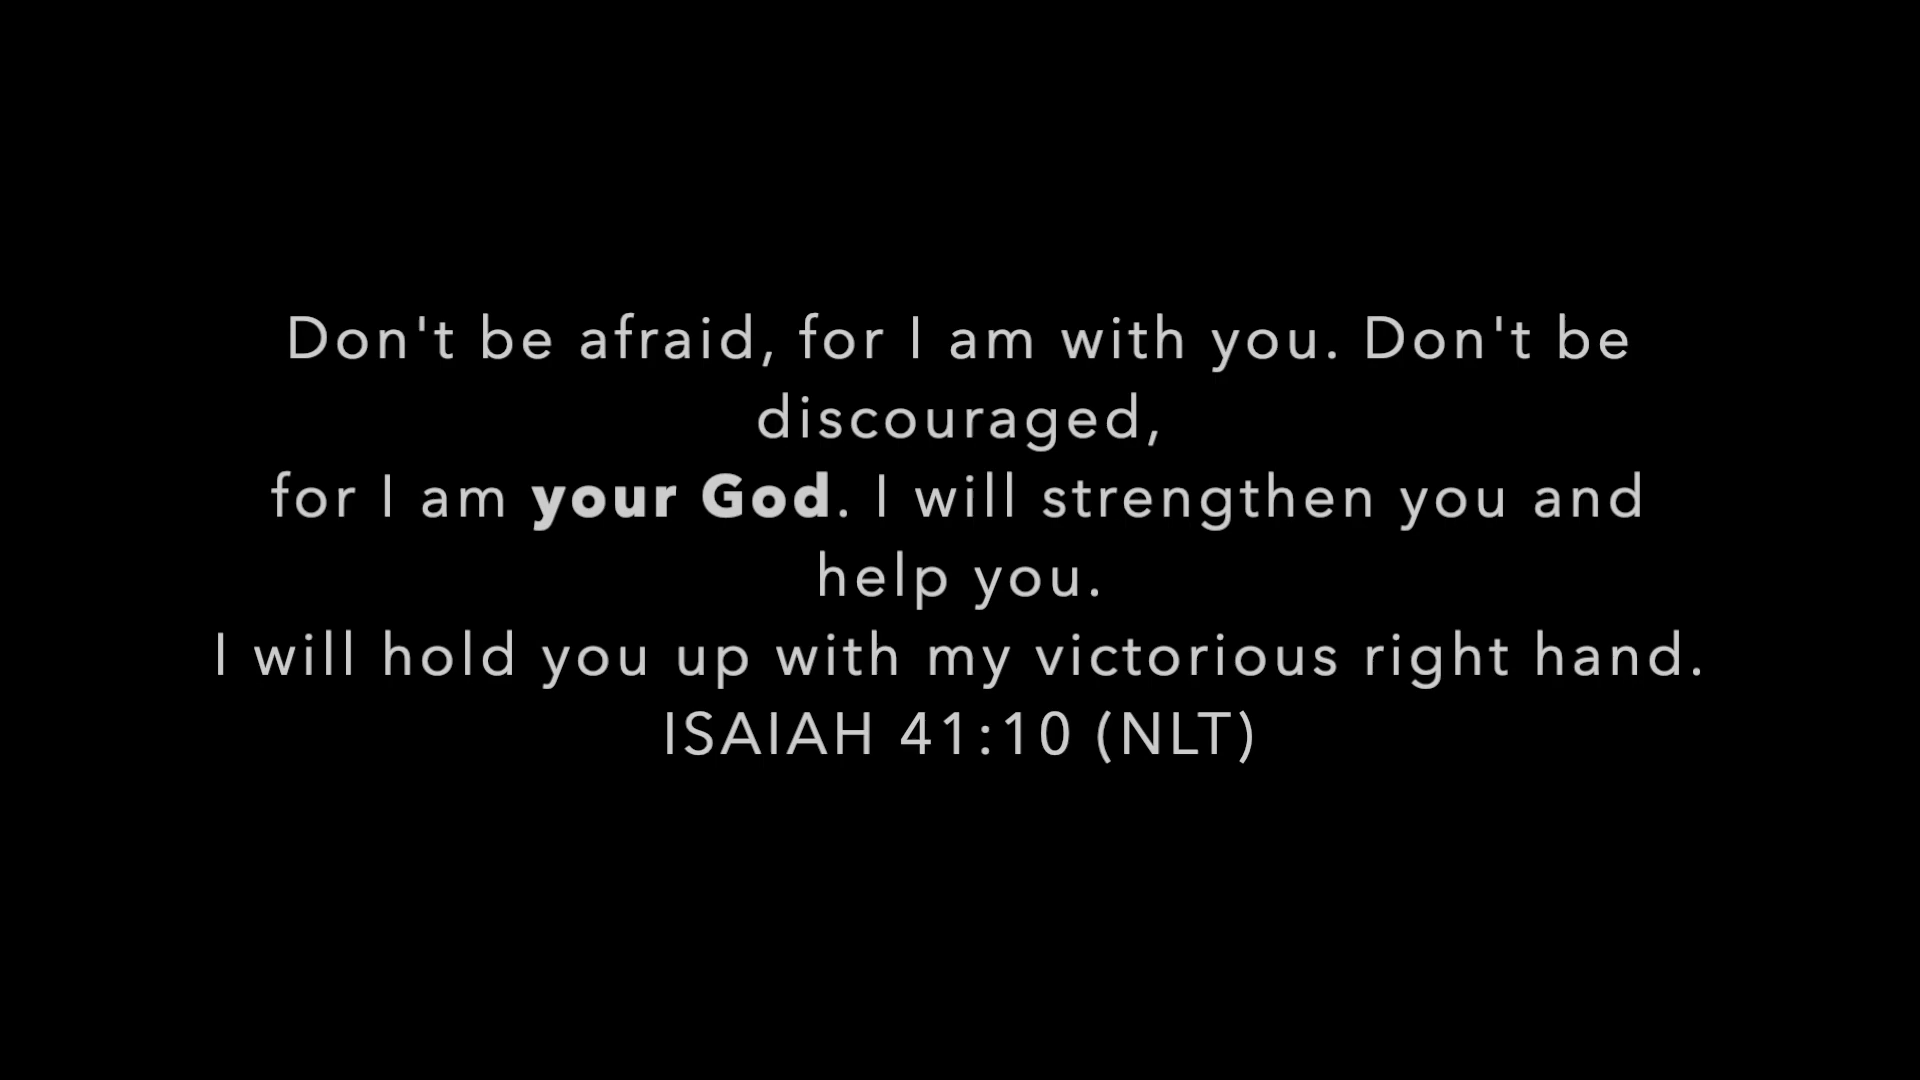 Don't be afraid, for I am with you. Don't be
discouraged,
for I am your God. I will strengthen you and
help you.
I will hold you up with my victorious right hand.
ISAIAH 41:10 (NLT)